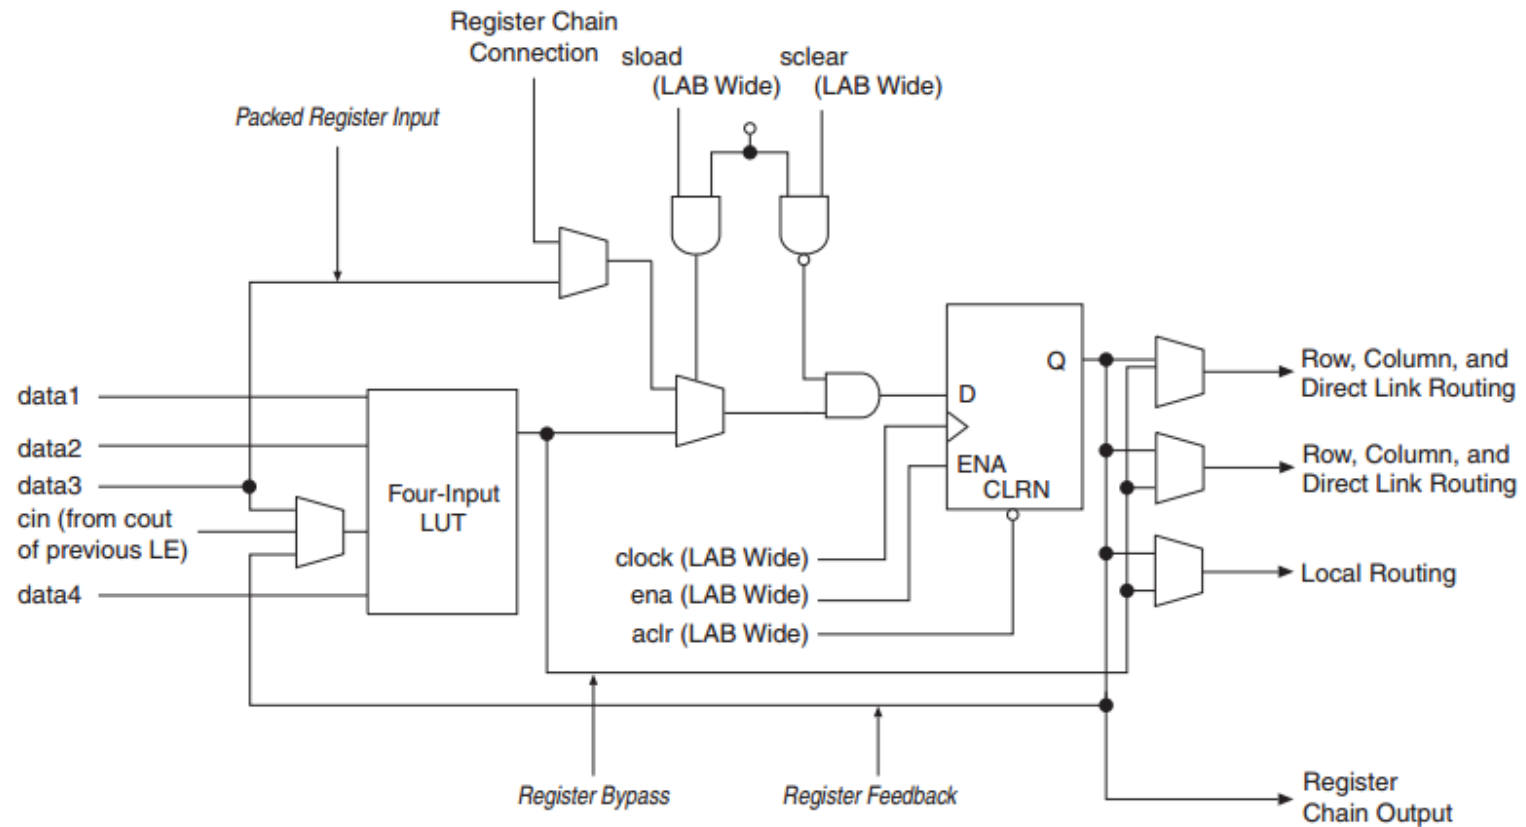 Register Chain
Connection
sload
(LAB Wide)
sclear
(LAB Wide)
Packed Register Input
data1
data2
data3
cin (from cout
of previous LE)
data4
Four-Input
LUT
Q
D
ENA
CLRN
clock (LAB Wide)
ena (LAB Wide)
aclr (LAB Wide)
Row, Column, and
Direct Link Routing
Row, Column, and
Direct Link Routing
Local Routing
Register Bypass
Register Feedback
Register
Chain Output